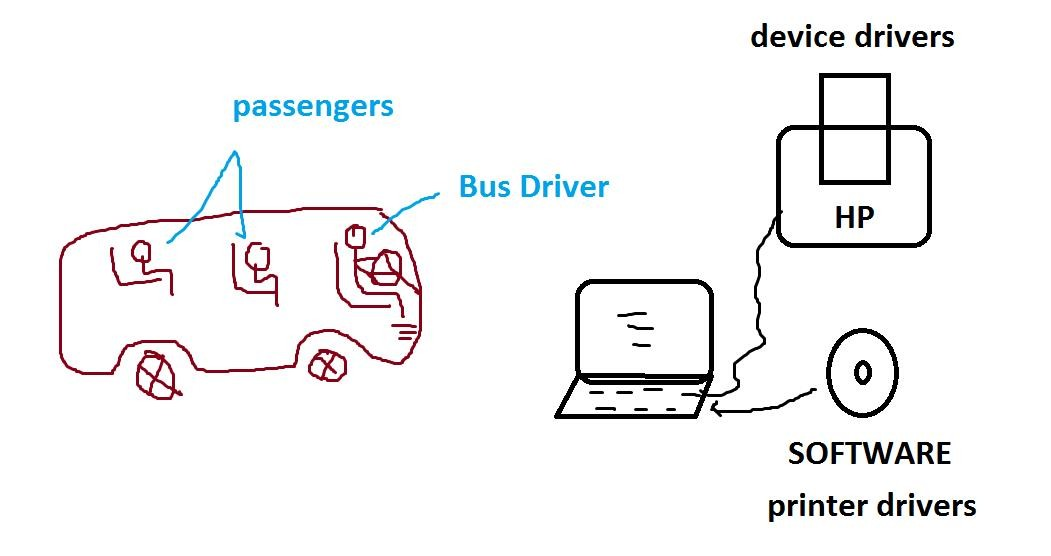 device drivers
passengers
Bus Driver
HP
SOFTWARE
printer drivers